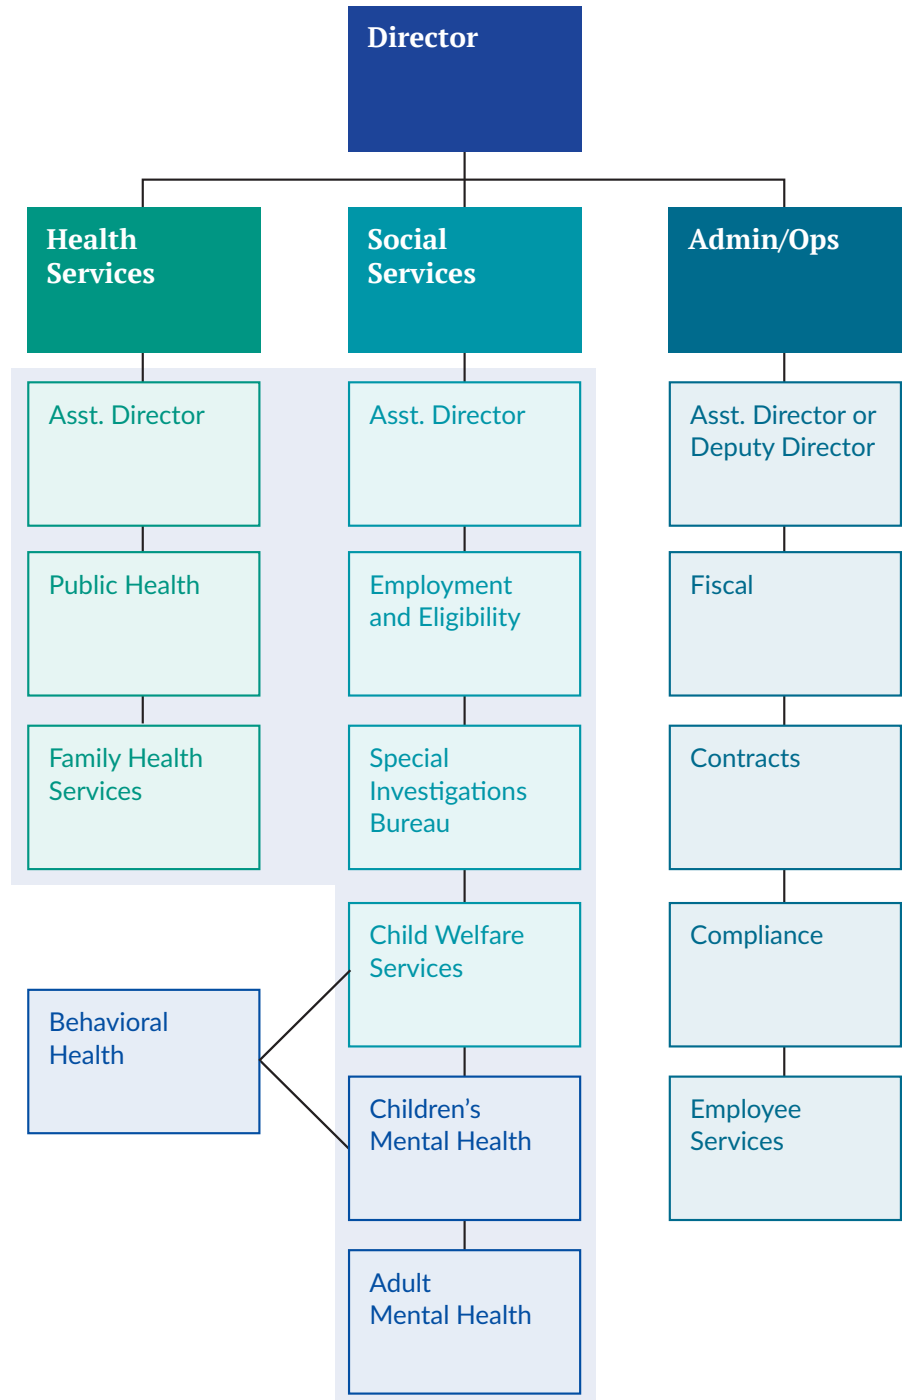 Director
Health
Services
Social
Services
Admin/Ops
Asst. Director
Asst. Director
Asst. Director or
Deputy Director
Public Health
Employment
and Eligibility
Fiscal
Family Health
Services
Special
Investigations
Bureau
Contracts
Child Welfare
Services
Compliance
Behavioral
Health
Children’s
Mental Health
Employee
Services
Adult
Mental Health